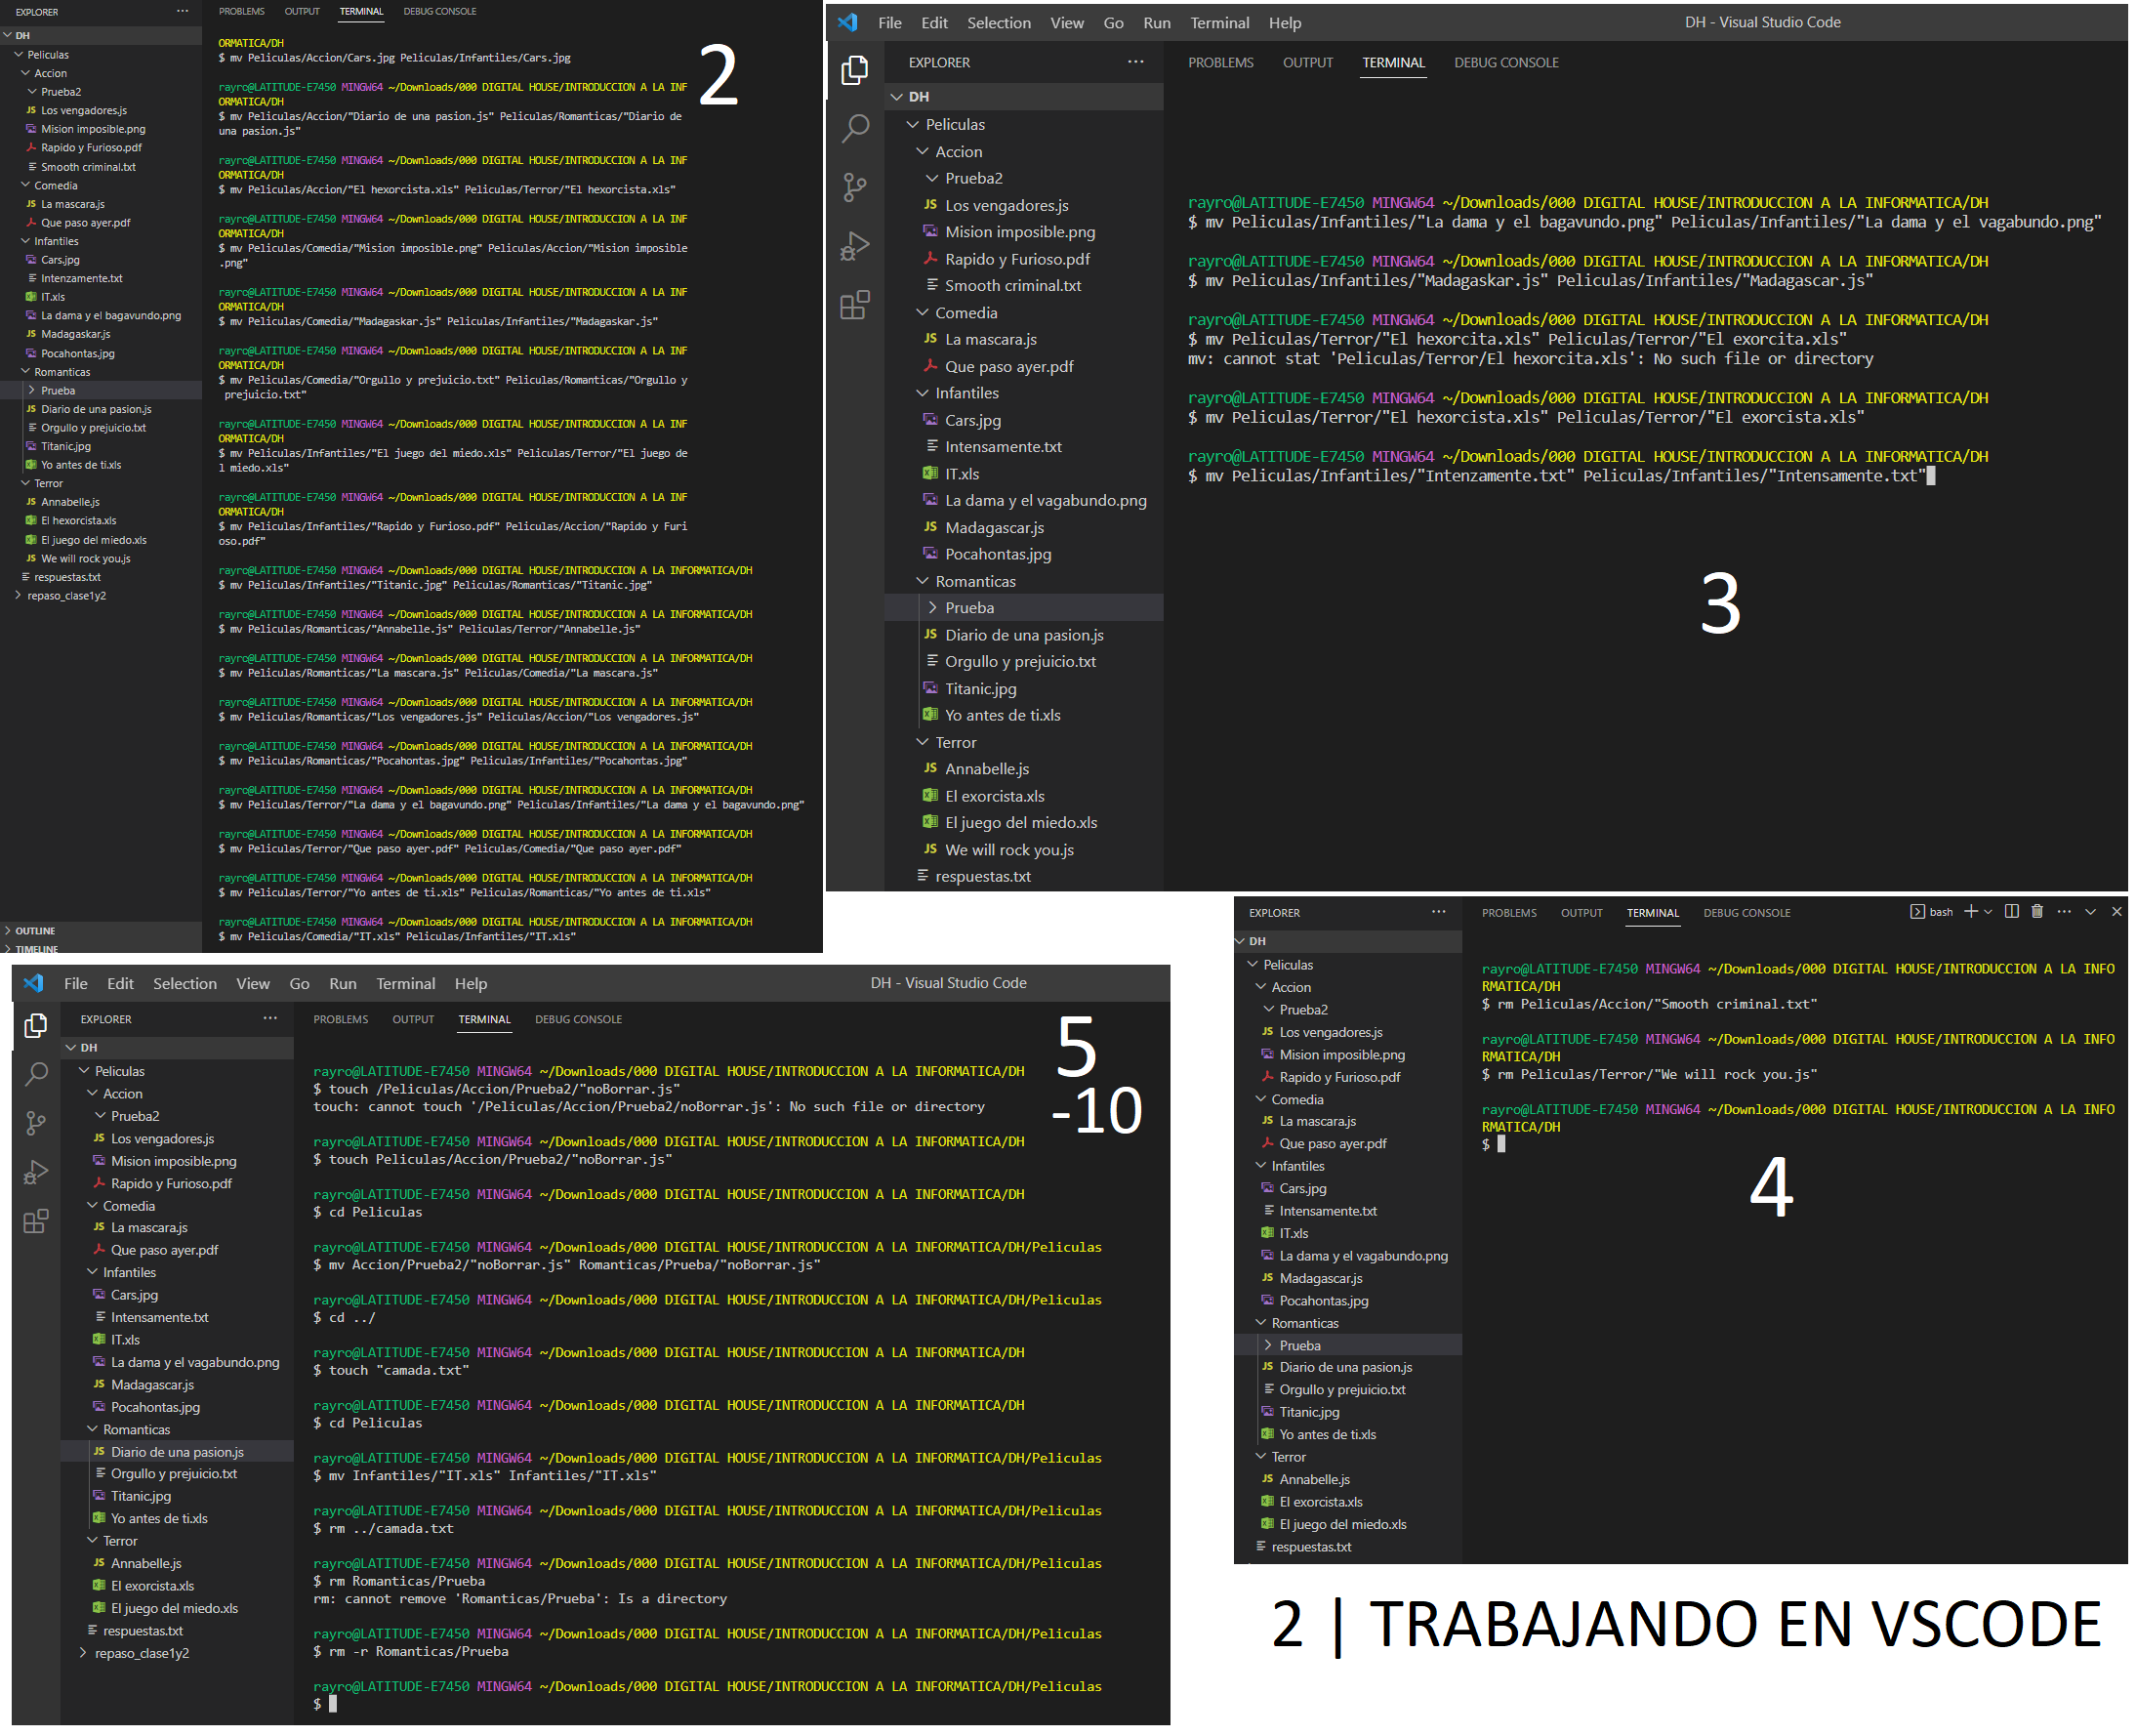 EXPLORER
···
PROBLEMS
OUTPUT
TERMINAL
DEBUG CONSOLE
DH
Peliculas
Accion
Prueba2
JS Los vengadores.js
Mision imposible.png
Rapido y Furioso.pdf
Smooth criminal.txt
Comedia
JS La mascara.js
Que paso ayer.pdf
Infantiles
Cars.jpg
Intenzamente.txt
IT.xls
La dama y el bagavundo.png
JS Madagaskar.js
Pocahontas.jpg
Romanticas
Prueba
JS Diario de una pasion.js
Orgullo y prejuicio.txt
Titanic.jpg
Yo antes de ti.xls
Terror
JS Annabelle.js
El hexorcista.xls
El juego del miedo.xls
JS We will rock you.js
respuestas.txt
repaso_clase1y2
OUTLINE
TIMELINE
ORMATICA/DH
$ mv Peliculas/Accion/Cars.jpg Peliculas/Infantiles/Cars.jpg
2
rayro@LATITUDE-E7450 MINGW64 ~/Downloads/000 DIGITAL HOUSE/INTRODUCCION A LA INF
ORMATICA/DH
$ mv Peliculas/Accion/"Diario de una pasion.js" Peliculas/Romanticas/"Diario de
una pasion.js"
rayro@LATITUDE-E7450 MINGW64 ~/Downloads/000 DIGITAL HOUSE/INTRODUCCION A LA INF
ORMATICA/DH
$ mv Peliculas/Accion/"El hexorcista.xls" Peliculas/Terror/"El hexorcista.xls"
rayro@LATITUDE-E7450 MINGW64 ~/Downloads/000 DIGITAL HOUSE/INTRODUCCION A LA INF
ORMATICA/DH
$ mv Peliculas/Comedia/"Mision imposible.png" Peliculas/Accion/"Mision imposible
.png"
rayro@LATITUDE-E7450 MINGW64 ~/Downloads/000 DIGITAL HOUSE/INTRODUCCION A LA INF
ORMATICA/DH
$ mv Peliculas/Comedia/"Madagaskar.js" Peliculas/Infantiles/"Madagaskar.js"
rayro@LATITUDE-E7450 MINGW64 ~/Downloads/000 DIGITAL HOUSE/INTRODUCCION A LA INF
ORMATICA/DH
$ mv Peliculas/Comedia/"Orgullo y prejuicio.txt" Peliculas/Romanticas/"Orgullo y
prejuicio.txt"
rayro@LATITUDE-E7450 MINGW64 ~/Downloads/000 DIGITAL HOUSE/INTRODUCCION A LA INF
ORMATICA/DH
$ mv Peliculas/Infantiles/"El juego del miedo.xls" Peliculas/Terror/"El juego de
l miedo.xls"
rayro@LATITUDE-E7450 MINGW64 ~/Downloads/000 DIGITAL HOUSE/INTRODUCCION A LA INF
ORMATICA/DH
$ mv Peliculas/Infantiles/"Rapido y Furioso.pdf" Peliculas/Accion/"Rapido y Furi
oso.pdf"
rayro@LATITUDE-E7450 MINGW64 ~/Downloads/000 DIGITAL HOUSE/INTRODUCCION A LA INFORMATICA/DH
$ mv Peliculas/Infantiles/"Titanic.jpg" Peliculas/Romanticas/"Titanic.jpg"
rayro@LATITUDE-E7450 MINGW64 ~/Downloads/000 DIGITAL HOUSE/INTRODUCCION A LA INFORMATICA/DH
$ mv Peliculas/Romanticas/"Annabelle.js" Peliculas/Terror/"Annabelle.js"
rayro@LATITUDE-E7450 MINGW64 ~/Downloads/000 DIGITAL HOUSE/INTRODUCCION A LA INFORMATICA/DH
$ mv Peliculas/Romanticas/"La mascara.js" Peliculas/Comedia/"La mascara.js"
rayro@LATITUDE-E7450 MINGW64 ~/Downloads/000 DIGITAL HOUSE/INTRODUCCION A LA INFORMATICA/DH
$ mv Peliculas/Romanticas/"Los vengadores.js" Peliculas/Accion/"Los vengadores.js"
rayro@LATITUDE-E7450 MINGW64 ~/Downloads/000 DIGITAL HOUSE/INTRODUCCION A LA INFORMATICA/DH
$ mv Peliculas/Romanticas/"Pocahontas.jpg" Peliculas/Infantiles/"Pocahontas.jpg"
rayro@LATITUDE-E7450 MINGW64 ~/Downloads/000 DIGITAL HOUSE/INTRODUCCION A LA INFORMATICA/DH
$ mv Peliculas/Terror/"La dama y el bagavundo.png" Peliculas/Infantiles/"La dama y el bagavundo.png"
rayro@LATITUDE-E7450 MINGW64 ~/Downloads/000 DIGITAL HOUSE/INTRODUCCION A LA INFORMATICA/DH
$ mv Peliculas/Terror/"Que paso ayer.pdf" Peliculas/Comedia/"Que paso ayer.pdf"
rayro@LATITUDE-E7450 MINGW64 ~/Downloads/000 DIGITAL HOUSE/INTRODUCCION A LA INFORMATICA/DH
$ mv Peliculas/Terror/"Yo antes de ti.xls" Peliculas/Romanticas/"Yo antes de ti.xls"
rayro@LATITUDE-E7450 MINGW64 ~/Downloads/000 DIGITAL HOUSE/INTRODUCCION A LA INFORMATICA/DH
$ mv Peliculas/Comedia/"IT.xls" Peliculas/Infantiles/"IT.xls"
File Edit Selection View Go Run Terminal Help
DH - Visual Studio Code
EXPLORER
···
PROBLEMS
OUTPUT
TERMINAL
DEBUG CONSOLE
DH
Peliculas
Accion
Prueba2
JS Los vengadores.js
Mision imposible.png
Rapido y Furioso.pdf
Smooth criminal.txt
Comedia
JS La mascara.js
Que paso ayer.pdf
Infantiles
Cars.jpg
Intensamente.txt
IT.xls
La dama y el vagabundo.png
JS Madagascar.js
Pocahontas.jpg
Romanticas
Prueba
JS Diario de una pasion.js
Orgullo y prejuicio.txt
Titanic.jpg
Yo antes de ti.xls
Terror
JS Annabelle.js
El exorcista.xls
El juego del miedo.xls
JS We will rock you.js
respuestas.txt
rayro@LATITUDE-E7450 MINGW64 ~/Downloads/000 DIGITAL HOUSE/INTRODUCCION A LA INFORMATICA/DH
$ mv Peliculas/Infantiles/"La dama y el bagavundo.png" Peliculas/Infantiles/"La dama y el vagabundo.png"
rayro@LATITUDE-E7450 MINGW64 ~/Downloads/000 DIGITAL HOUSE/INTRODUCCION A LA INFORMATICA/DH
$ mv Peliculas/Infantiles/"Madagaskar.js" Peliculas/Infantiles/"Madagascar.js"
rayro@LATITUDE-E7450 MINGW64 ~/Downloads/000 DIGITAL HOUSE/INTRODUCCION A LA INFORMATICA/DH
$ mv Peliculas/Terror/"El hexorcita.xls" Peliculas/Terror/"El exorcita.xls"
mv: cannot stat 'Peliculas/Terror/El hexorcita.xls': No such file or directory
rayro@LATITUDE-E7450 MINGW64 ~/Downloads/000 DIGITAL HOUSE/INTRODUCCION A LA INFORMATICA/DH
$ mv Peliculas/Terror/"El hexorcista.xls" Peliculas/Terror/"El exorcista.xls"
rayro@LATITUDE-E7450 MINGW64 ~/Downloads/000 DIGITAL HOUSE/INTRODUCCION A LA INFORMATICA/DH
$ mv Peliculas/Infantiles/"Intenzamente.txt" Peliculas/Infantiles/"Intensamente.txt"
3
File Edit Selection View Go Run Terminal Help
DH - Visual Studio Code
EXPLORER
···
PROBLEMS
OUTPUT
TERMINAL
DEBUG CONSOLE
DH
Peliculas
Accion
Prueba2
JS Los vengadores.js
Mision imposible.png
Rapido y Furioso.pdf
Comedia
JS La mascara.js
Que paso ayer.pdf
Infantiles
Cars.jpg
Intensamente.txt
IT.xls
La dama y el vagabundo.png
JS Madagascar.js
Pocahontas.jpg
Romanticas
JS Diario de una pasion.js
Orgullo y prejuicio.txt
Titanic.jpg
Yo antes de ti.xls
Terror
JS Annabelle.js
El exorcista.xls
El juego del miedo.xls
respuestas.txt
repaso_clase1y2
5
-10
rayro@LATITUDE-E7450 MINGW64 ~/Downloads/000 DIGITAL HOUSE/INTRODUCCION A LA INFORMATICA/DH
$ touch /Peliculas/Accion/Prueba2/"noBorrar.js"
touch: cannot touch '/Peliculas/Accion/Prueba2/noBorrar.js': No such file or directory
rayro@LATITUDE-E7450 MINGW64 ~/Downloads/000 DIGITAL HOUSE/INTRODUCCION A LA INFORMATICA/DH
$ touch Peliculas/Accion/Prueba2/"noBorrar.js"
rayro@LATITUDE-E7450 MINGW64 ~/Downloads/000 DIGITAL HOUSE/INTRODUCCION A LA INFORMATICA/DH
$ cd Peliculas
rayro@LATITUDE-E7450 MINGW64 ~/Downloads/000 DIGITAL HOUSE/INTRODUCCION A LA INFORMATICA/DH/Peliculas
$ mv Accion/Prueba2/"noBorrar.js" Romanticas/Prueba/"noBorrar.js"
rayro@LATITUDE-E7450 MINGW64 ~/Downloads/000 DIGITAL HOUSE/INTRODUCCION A LA INFORMATICA/DH/Peliculas
$ cd ../
rayro@LATITUDE-E7450 MINGW64 ~/Downloads/000 DIGITAL HOUSE/INTRODUCCION A LA INFORMATICA/DH
$ touch "camada.txt"
rayro@LATITUDE-E7450 MINGW64 ~/Downloads/000 DIGITAL HOUSE/INTRODUCCION A LA INFORMATICA/DH
$ cd Peliculas
rayro@LATITUDE-E7450 MINGW64 ~/Downloads/000 DIGITAL HOUSE/INTRODUCCION A LA INFORMATICA/DH/Peliculas
$ mv Infantiles/"IT.xls" Infantiles/"IT.xls"
rayro@LATITUDE-E7450 MINGW64 ~/Downloads/000 DIGITAL HOUSE/INTRODUCCION A LA INFORMATICA/DH/Peliculas
$ rm ../camada.txt
rayro@LATITUDE-E7450 MINGW64 ~/Downloads/000 DIGITAL HOUSE/INTRODUCCION A LA INFORMATICA/DH/Peliculas
$ rm Romanticas/Prueba
rm: cannot remove 'Romanticas/Prueba': Is a directory
rayro@LATITUDE-E7450 MINGW64 ~/Downloads/000 DIGITAL HOUSE/INTRODUCCION A LA INFORMATICA/DH/Peliculas
$ rm -r Romanticas/Prueba
rayro@LATITUDE-E7450 MINGW64 ~/Downloads/000 DIGITAL HOUSE/INTRODUCCION A LA INFORMATICA/DH/Peliculas
$
EXPLORER
···
PROBLEMS
OUTPUT
TERMINAL
DEBUG CONSOLE
bash
DH
Peliculas
Accion
Prueba2
JS Los vengadores.js
Mision imposible.png
Rapido y Furioso.pdf
Comedia
JS La mascara.js
Que paso ayer.pdf
Infantiles
Cars.jpg
Intensamente.txt
IT.xls
La dama y el vagabundo.png
JS Madagascar.js
Pocahontas.jpg
Romanticas
Prueba
JS Diario de una pasion.js
Orgullo y prejuicio.txt
Titanic.jpg
Yo antes de ti.xls
Terror
JS Annabelle.js
El exorcista.xls
El juego del miedo.xls
respuestas.txt
rayro@LATITUDE-E7450 MINGW64 ~/Downloads/000 DIGITAL HOUSE/INTRODUCCION A LA INFO
RMATICA/DH
$ rm Peliculas/Accion/"Smooth criminal.txt"
rayro@LATITUDE-E7450 MINGW64 ~/Downloads/000 DIGITAL HOUSE/INTRODUCCION A LA INFO
RMATICA/DH
$ rm Peliculas/Terror/"We will rock you.js"
rayro@LATITUDE-E7450 MINGW64 ~/Downloads/000 DIGITAL HOUSE/INTRODUCCION A LA INFO
RMATICA/DH
$
4
2 | TRABAJANDO EN VSCODE